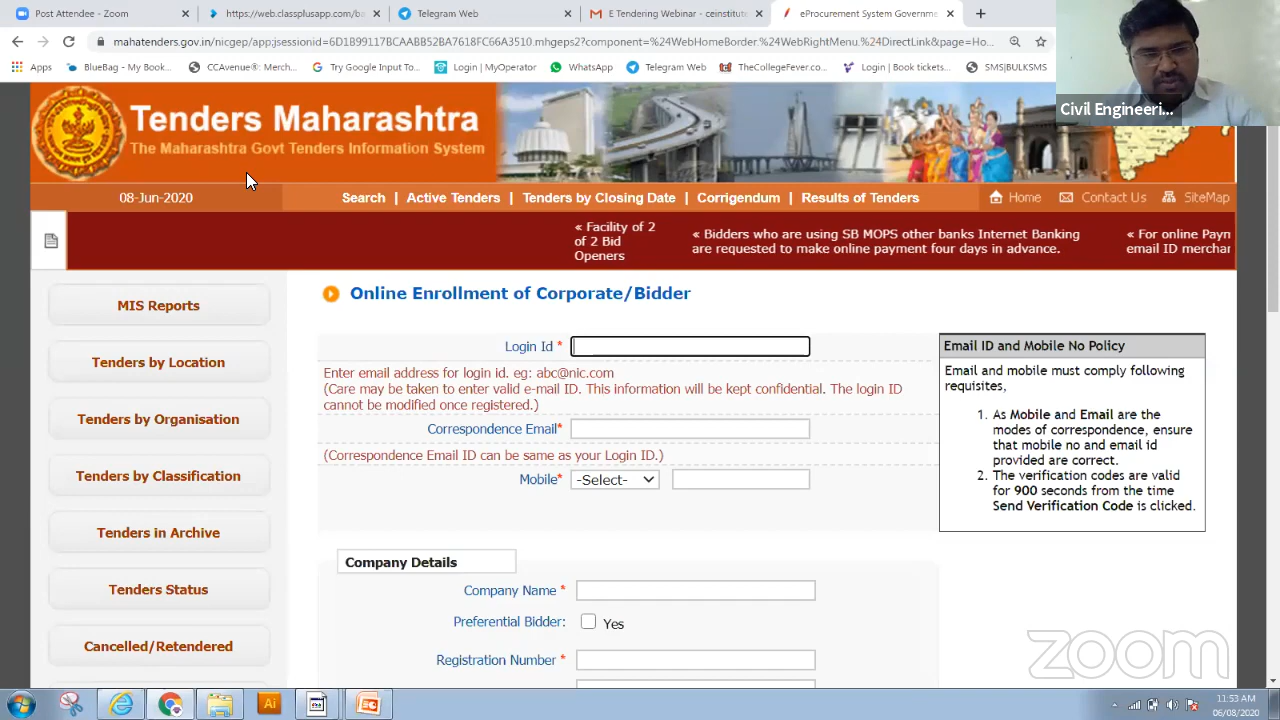 Post Attendee - Zoom
https://web.classplusapp.com/ba
Telegram Web
E Tendering Webinar - ceinstitute
eProcurement System Governme
mahatenders.gov.in/nicgep/app;jsessionid=6D1B99117BCAABB52BA7618FC66A3510.mhgeps2?component=%24WebHomeBorder.%24WebRightMenu.%24DirectLink&page=Ho...
Apps
BlueBag - My Book...
CCAvenue®: Merch...
Try Google Input To...
Login | MyOperator
WhatsApp
Telegram Web
TheCollegeFever.co...
Login | Book tickets...
SMS|BULKSMS
Civil Engineeri...
Tenders Maharashtra
The Maharashtra Govt Tenders Information System
08-Jun-2020
Search | Active Tenders | Tenders by Closing Date | Corrigendum | Results of Tenders
Home
Contact Us
SiteMap
« Facility of 2
of 2 Bid
Openers
« Bidders who are using SB MOPS other banks Internet Banking
are requested to make online payment four days in advance.
« For online Paym
email ID merchan
MIS Reports
Tenders by Location
Tenders by Organisation
Tenders by Classification
Tenders in Archive
Tenders Status
Cancelled/Retendered
Online Enrollment of Corporate/Bidder
Login Id *
Enter email address for login id. eg: abc@nic.com
(Care may be taken to enter valid e-mail ID. This information will be kept confidential. The login ID
cannot be modified once registered.)
Correspondence Email*
(Correspondence Email ID can be same as your Login ID.)
Mobile* -Select-
Email ID and Mobile No Policy
Email and mobile must comply following
requisites,
1. As Mobile and Email are the
modes of correspondence, ensure
that mobile no and email id
provided are correct.
2. The verification codes are valid
for 900 seconds from the time
Send Verification Code is clicked.
Company Details
Company Name *
Preferential Bidder: Yes
Registration Number *
zoom
Ai
11:53 AM
06/08/2020